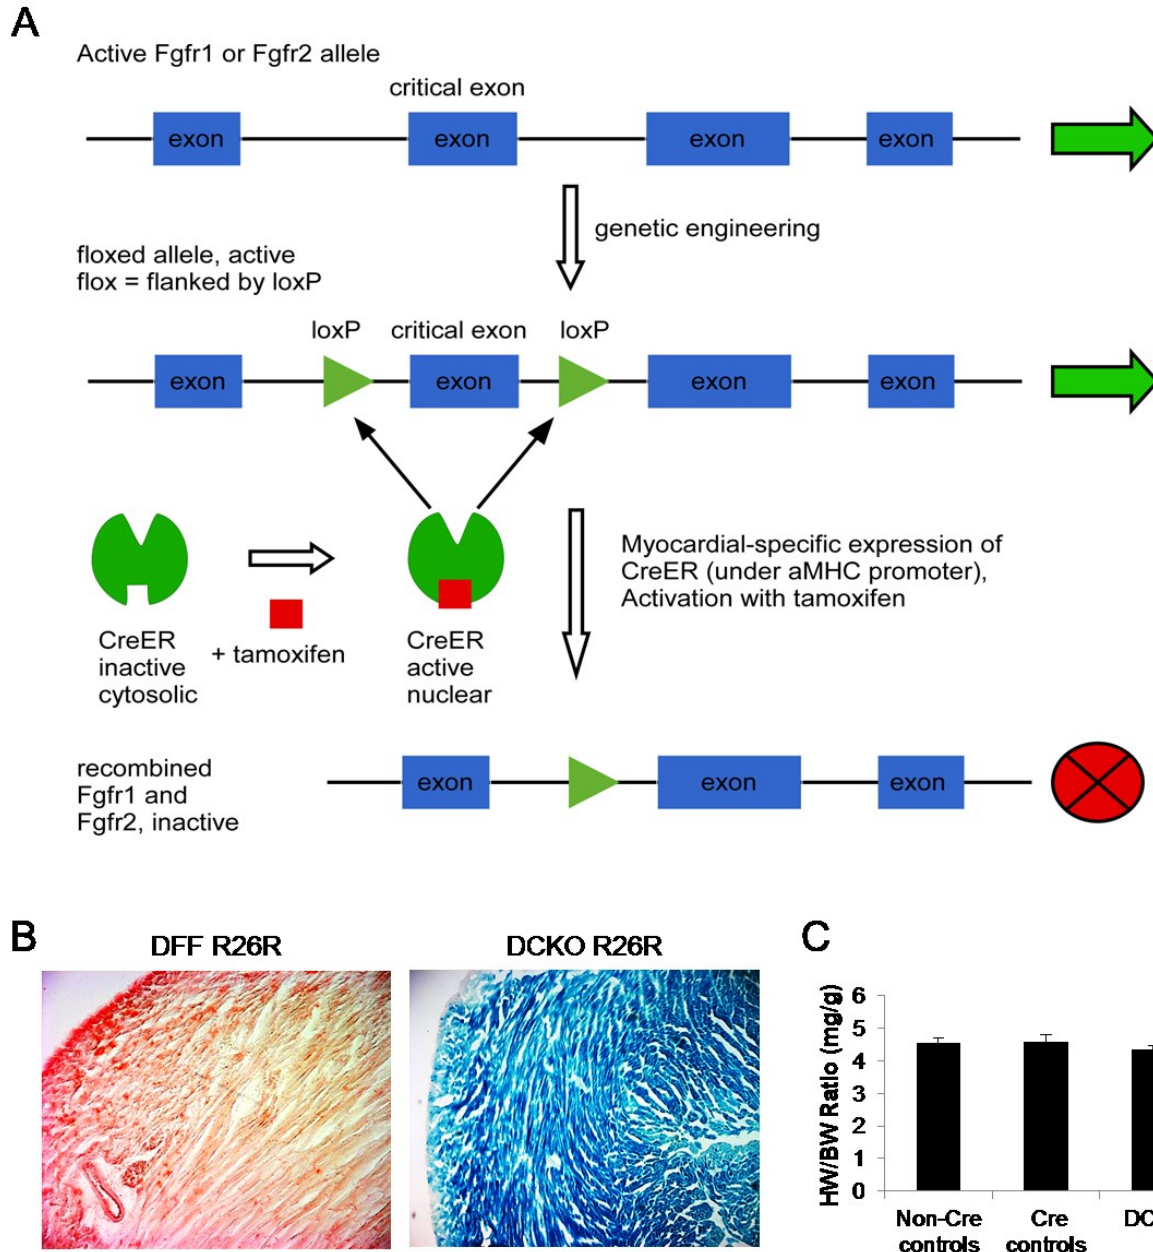 A
Active Fgfr1 or Fgfr2 allele
critical exon
exon exon exon exon
genetic engineering
floxed allele, active
flox = flanked by loxP
loxP critical exon loxP
exon exon exon exon
Myocardial-specific expression of
CreER (under aMHC promoter),
Activation with tamoxifen
CreER
inactive
cytosolic
+ tamoxifen
CreER
active
nuclear
recombined
Fgfr1 and
Fgfr2, inactive
exon exon exon
B
DFF R26R DCKO R26R
C
HW/BW Ratio (mg/g)
6
5
4
3
2
1
0
Non-Cre
controls
Cre
controls
DC